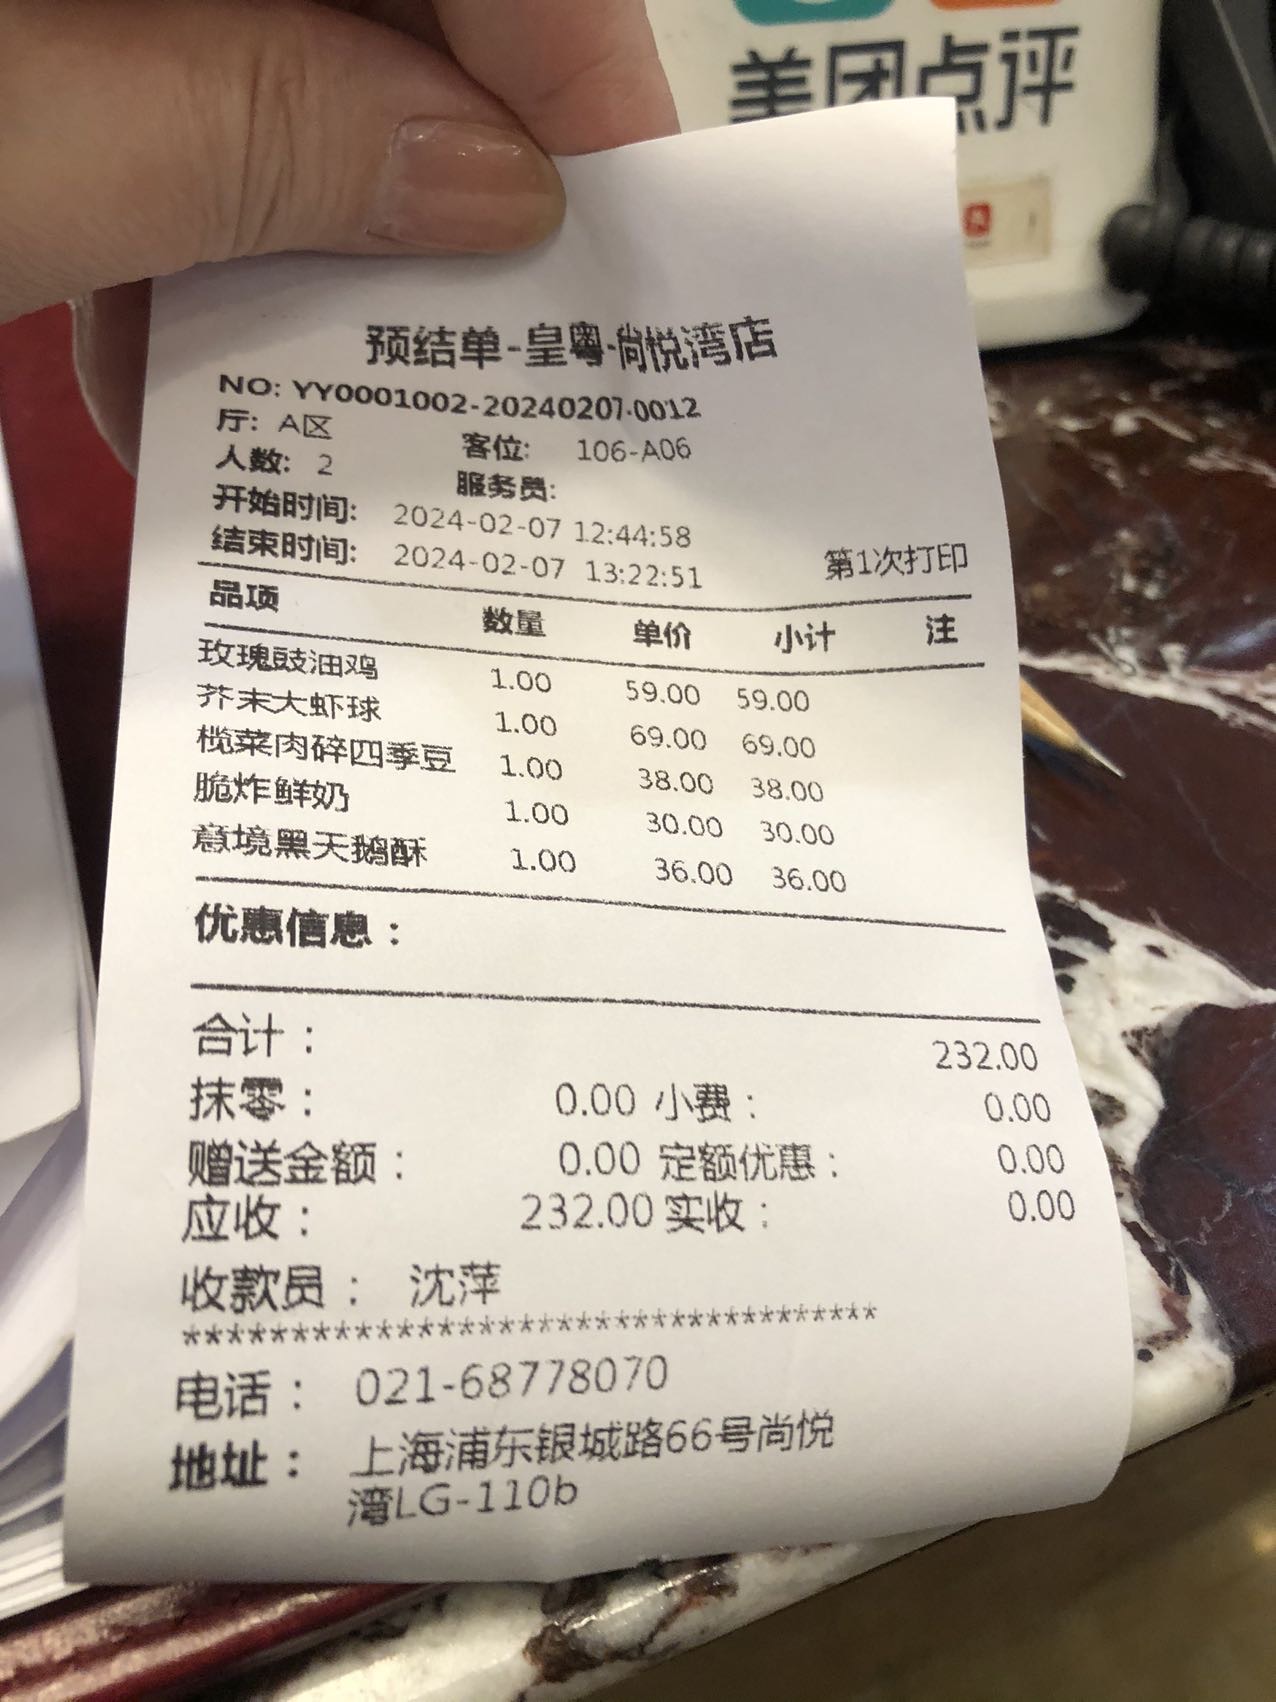 美团点评
预结单-皇粤-尚悦湾店
NO: YY0001002-20240207-0012
厅: A区 客位: 106-A06
人数: 2 服务员:
开始时间: 2024-02-07 12:44:58
结束时间: 2024-02-07 13:22:51 第1次打印
品项 数量 单价 小计 注
玫瑰豉油鸡 1.00 59.00 59.00
芥末大虾球 1.00 69.00 69.00
榄菜肉碎四季豆 1.00 38.00 38.00
脆炸鲜奶 1.00 30.00 30.00
意境黑天鹅酥 1.00 36.00 36.00
优惠信息：
合计： 232.00
抹零： 0.00 小费： 0.00
赠送金额： 0.00 定额优惠： 0.00
应收： 232.00 实收： 0.00
收款员： 沈萍
*********************************
电话： 021-68778070
地址： 上海浦东银城路66号尚悦
湾LG-110b